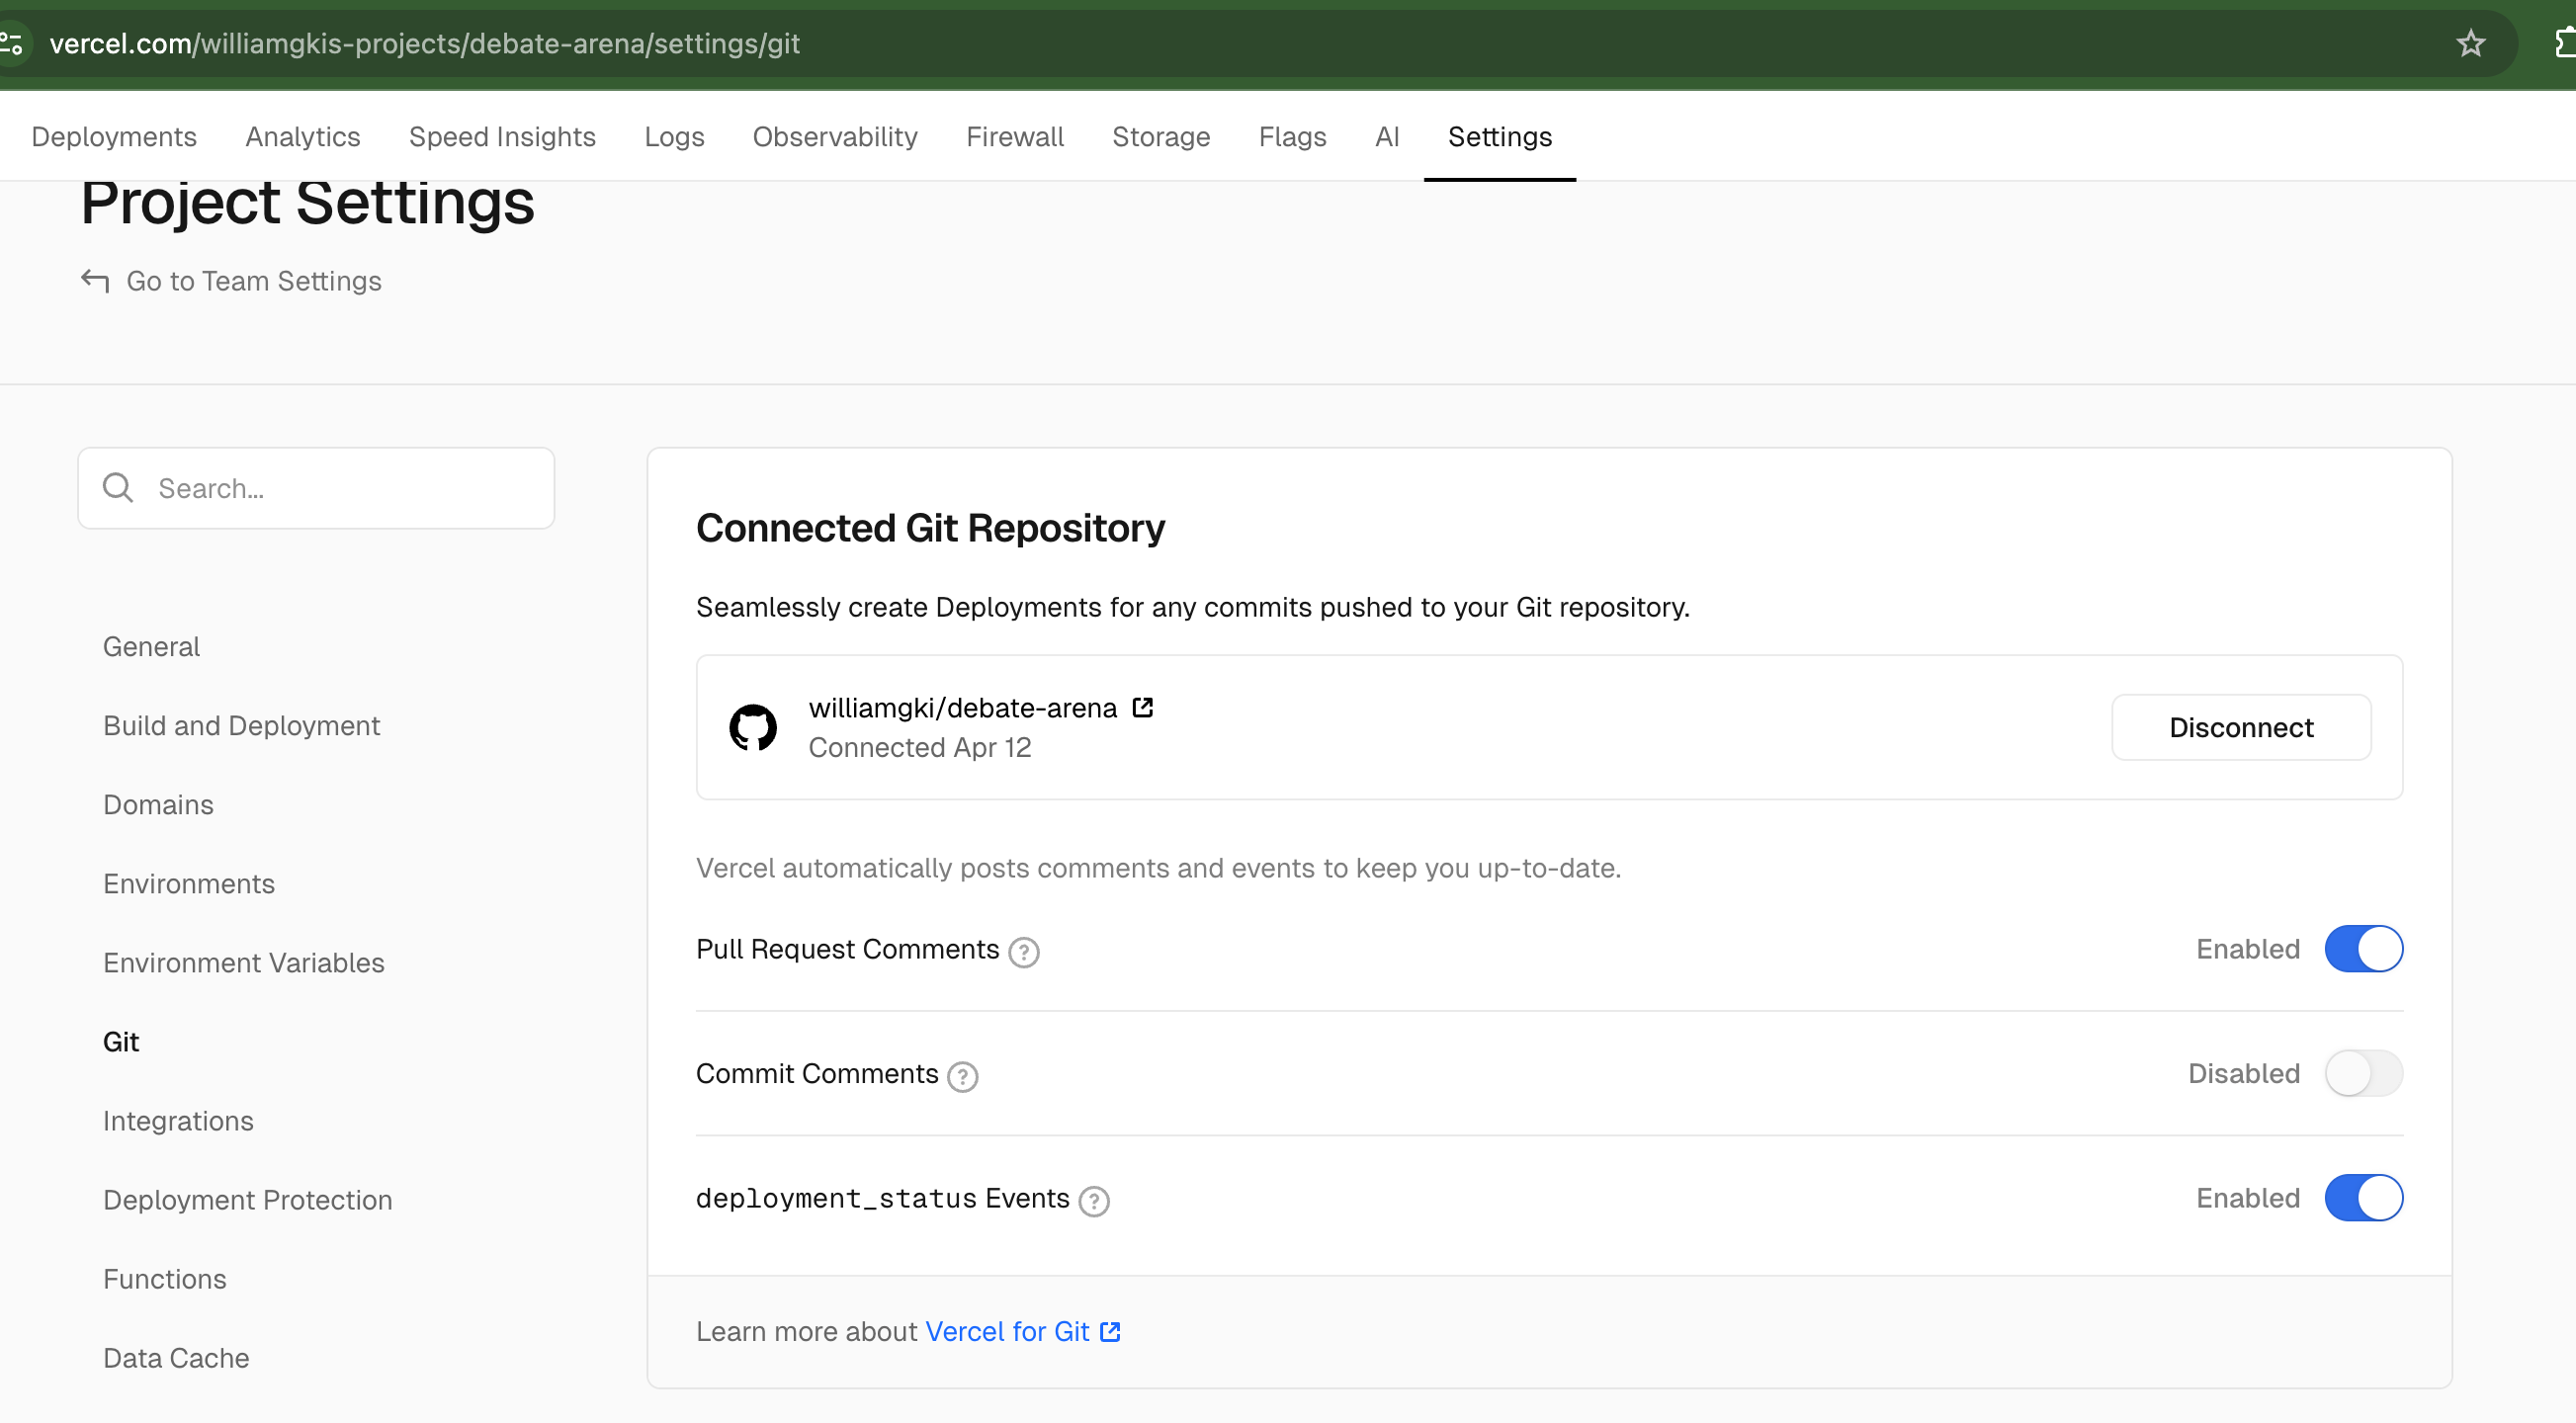 vercel.com/williamgkis-projects/debate-arena/settings/git
Deployments Analytics Speed Insights Logs Observability Firewall Storage Flags AI Settings
Project Settings
Go to Team Settings
Search...
General
Build and Deployment
Domains
Environments
Environment Variables
Git
Integrations
Deployment Protection
Functions
Data Cache
Connected Git Repository
Seamlessly create Deployments for any commits pushed to your Git repository.
williamgki/debate-arena
Connected Apr 12
Disconnect
Vercel automatically posts comments and events to keep you up-to-date.
Pull Request Comments ? Enabled
Commit Comments ? Disabled
deployment_status Events ? Enabled
Learn more about Vercel for Git